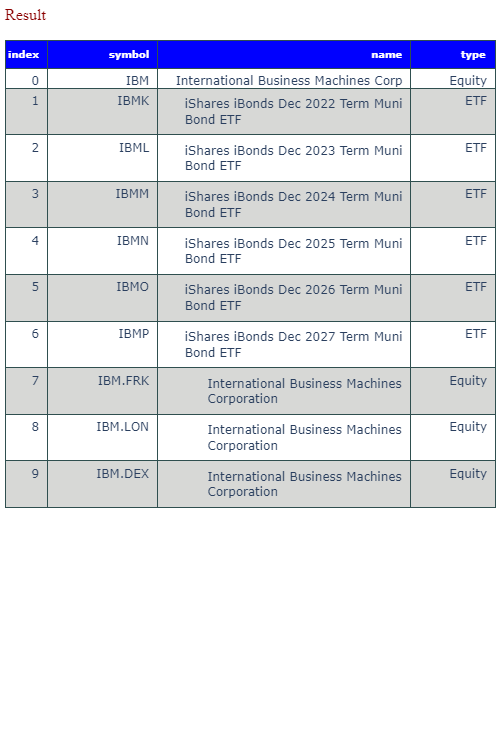 Result
index symbol name type
0 IBM International Business Machines Corp Equity
1 IBMK iShares iBonds Dec 2022 Term Muni ETF
Bond ETF
2 IBML iShares iBonds Dec 2023 Term Muni ETF
Bond ETF
3 IBMM iShares iBonds Dec 2024 Term Muni ETF
Bond ETF
4 IBMN iShares iBonds Dec 2025 Term Muni ETF
Bond ETF
5 IBMO iShares iBonds Dec 2026 Term Muni ETF
Bond ETF
6 IBMP iShares iBonds Dec 2027 Term Muni ETF
Bond ETF
7 IBM.FRK International Business Machines Equity
Corporation
8 IBM.LON International Business Machines Equity
Corporation
9 IBM.DEX International Business Machines Equity
Corporation